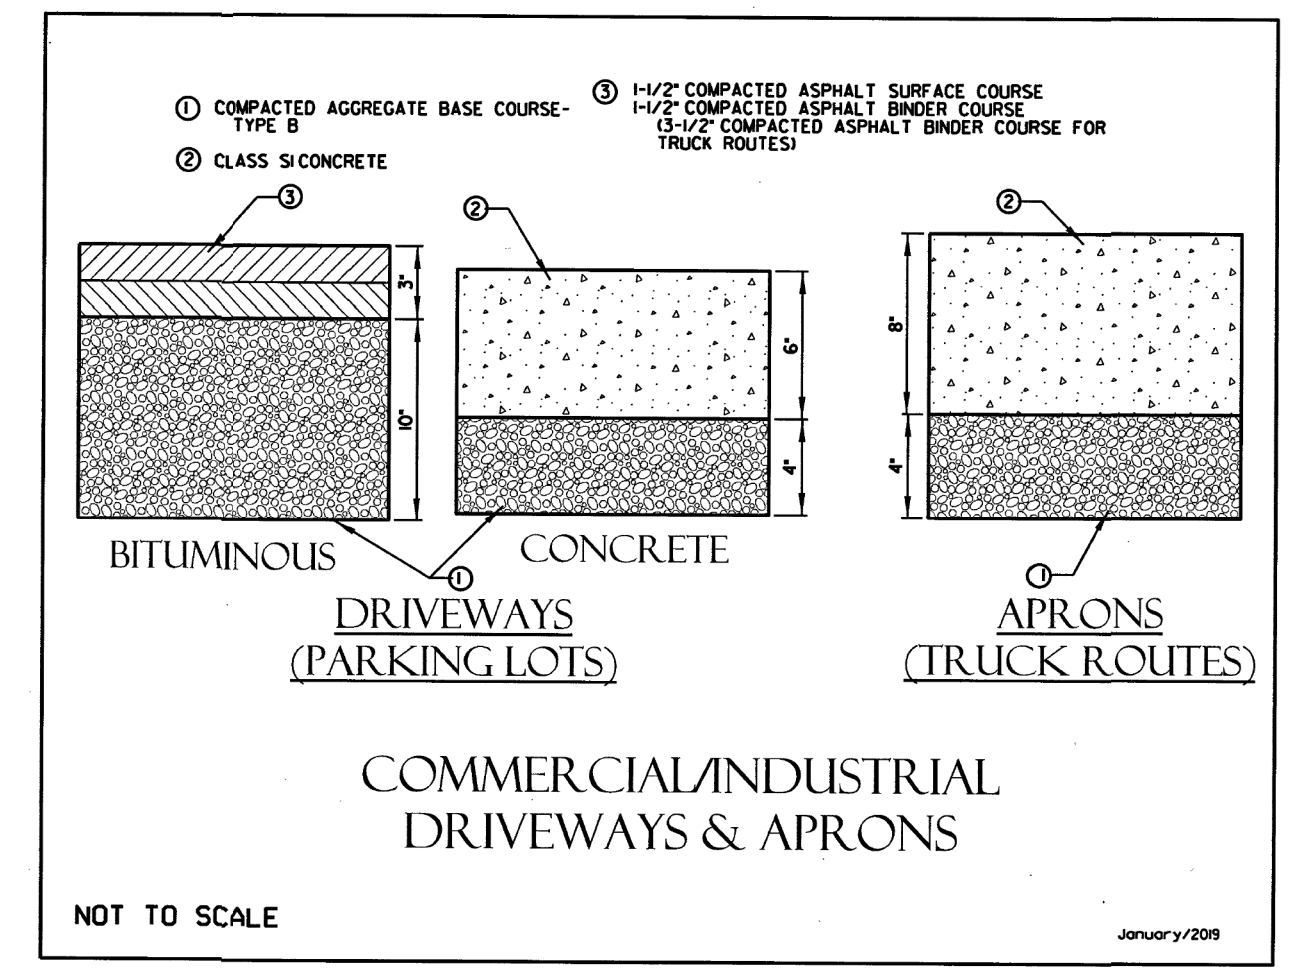 ① COMPACTED AGGREGATE BASE COURSE-
TYPE B
② CLASS SI CONCRETE
③ 1-1/2" COMPACTED ASPHALT SURFACE COURSE
1-1/2" COMPACTED ASPHALT BINDER COURSE
(3-1/2" COMPACTED ASPHALT BINDER COURSE FOR
TRUCK ROUTES)
③
②
②
3"
10"
6"
4"
8"
4"
BITUMINOUS
CONCRETE
①
①
DRIVEWAYS
(PARKING LOTS)
APRONS
(TRUCK ROUTES)
COMMERCIAL/INDUSTRIAL
DRIVEWAYS & APRONS
NOT TO SCALE
January/2019